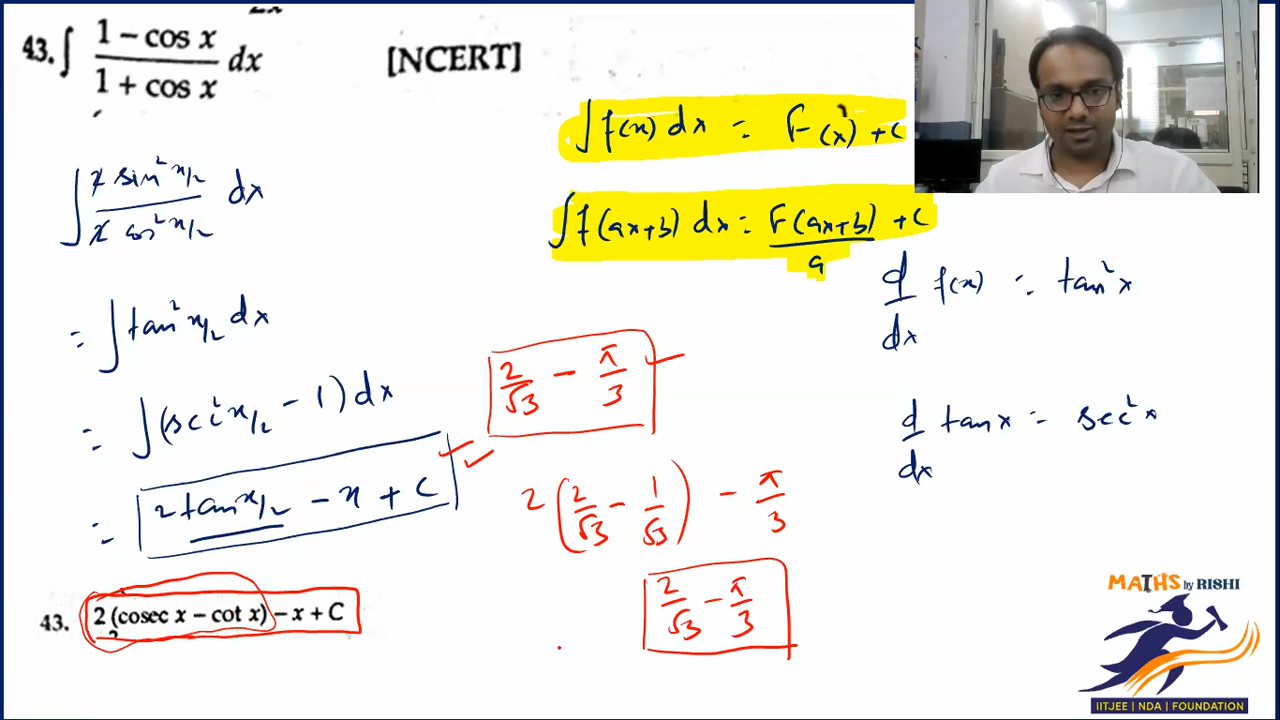 43. ∫ (1 − cos x)/(1 + cos x) dx [NCERT]
∫ f(x) dx = F(x) + C
∫ (2 sin² x/2)/(2 cos² x/2) dx
∫ f(ax+b) dx = F(ax+b)/a + C
d/dx f(x) = tan² x
= ∫ tan² x/2 dx
2/√3 − π/3
= ∫ (sec² x/2 − 1) dx
d/dx tan x = sec² x
= 2 tan x/2 − x + C
2 (2/√3 − 1/√3) − π/3
2/√3 − π/3
43. 2 (cosec x − cot x) − x + C
MATHS by RISHI
IITJEE | NDA | FOUNDATION